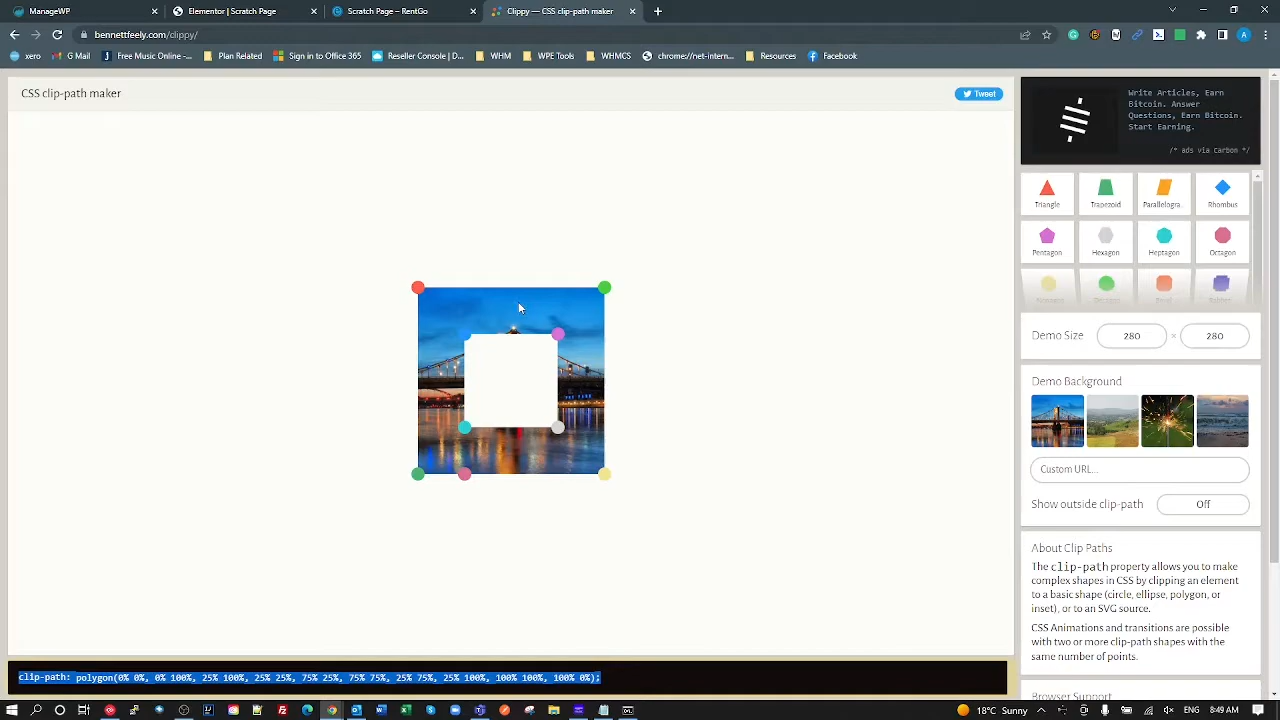 ManageWP
Elementor | Scratch Page
Scratch Page – RentGo
Clippy — CSS clip-path maker
bennettfeely.com/clippy/
xero
G Mail
Free Music Online -...
Plan Related
Sign in to Office 365
Reseller Console | D...
WHM
WPE Tools
WHMCS
chrome://net-intern...
Resources
Facebook
CSS clip-path maker
Tweet
Write Articles, Earn
Bitcoin. Answer
Questions, Earn Bitcoin.
Start Earning.
/* ads via Carbon */
Triangle
Trapezoid
Parallelogra
Rhombus
Pentagon
Hexagon
Heptagon
Octagon
Demo Size
280 × 280
Demo Background
Custom URL...
Show outside clip-path
Off
About Clip Paths
The clip-path property allows you to
make complex shapes in CSS by clipping an element
to a basic shape (circle, ellipse, polygon, or
inset), or to an SVG source.
CSS Animations and transitions are possible
with two or more clip-path shapes with the
same number of points.
Browser Support
clip-path: polygon(0% 0%, 0% 100%, 25% 100%, 25% 25%, 75% 25%, 75% 75%, 25% 75%, 25% 100%, 100% 100%, 100% 0%);
18°C Sunny
ENG
8:49 AM